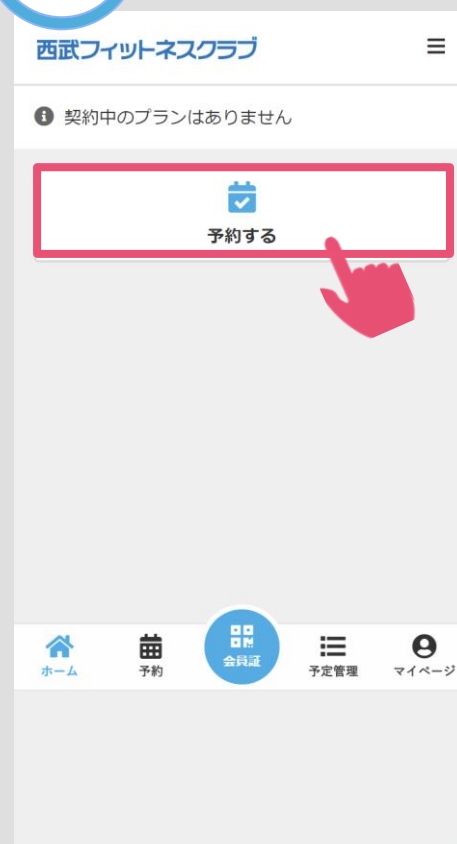 西武フィットネスクラブ
契約中のプランはありません
予約する
ホーム
予約
会員証
予定管理
マイページ